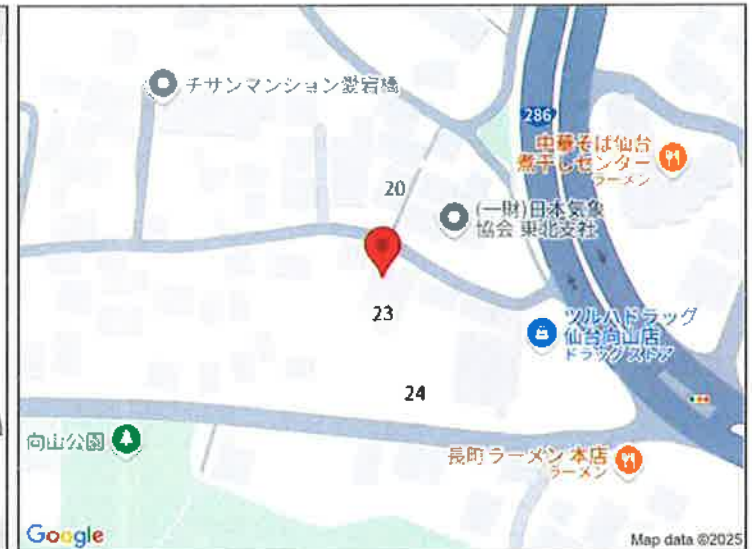 チサンマンション愛宕橋
286
中華そば仙台
煮干しセンター
ラーメン
20
(一財)日本気象
協会 東北支社
23
ツルハドラッグ
仙台向山店
ドラッグストア
24
向山公園
長町ラーメン 本店
ラーメン
Google
Map data ©2025